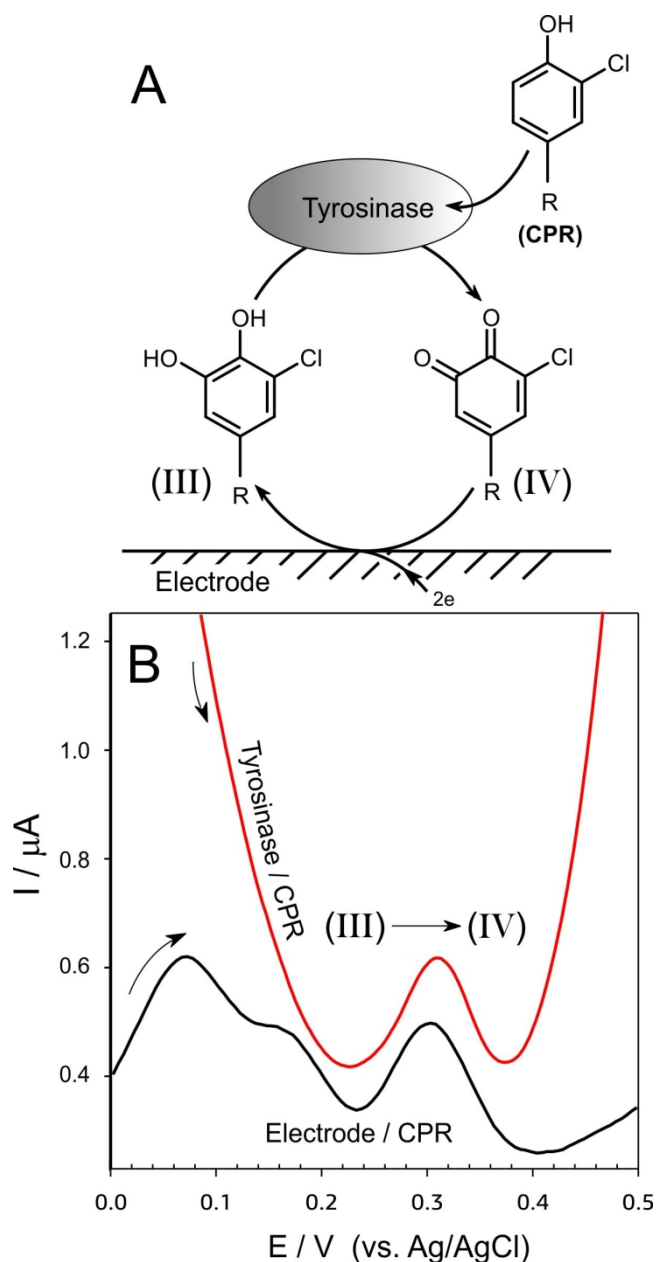 A
OH
Cl
R
(CPR)
Tyrosinase
OH
HO
Cl
R
(III)
O
O
Cl
R
(IV)
Electrode
2e
B
1.2
1.0
0.8
0.6
0.4
I / μA
Tyrosinase / CPR
(III) (IV)
Electrode / CPR
0.0 0.1 0.2 0.3 0.4 0.5
E / V (vs. Ag/AgCl)